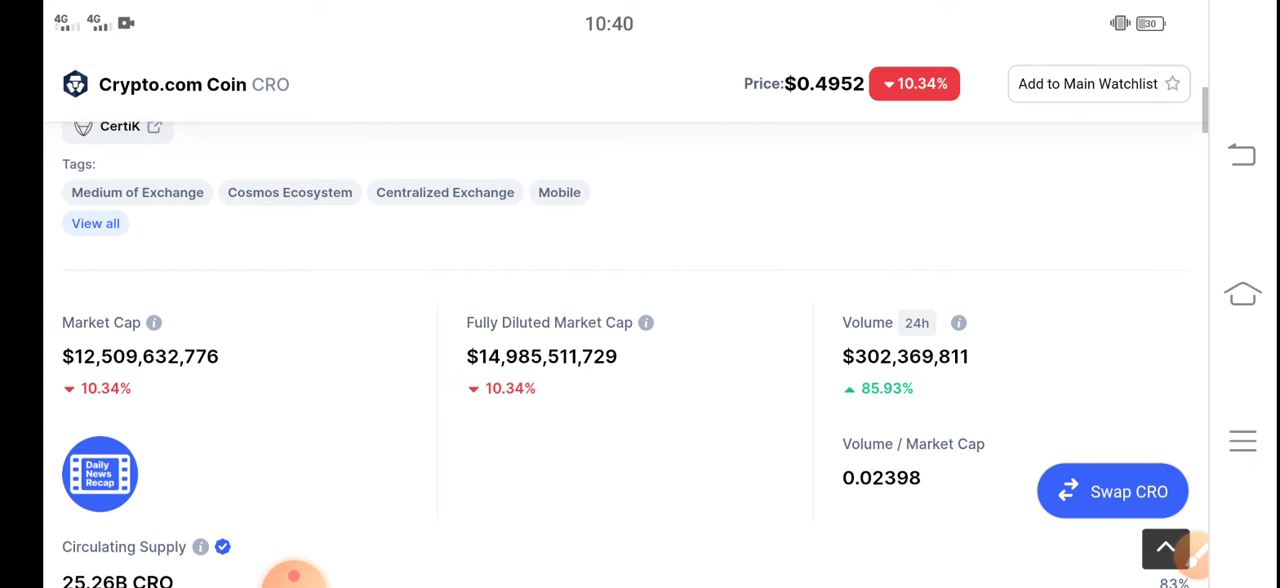 4G 4G 10:40 30
Crypto.com Coin CRO Price:$0.4952 10.34% Add to Main Watchlist
CertiK
Tags:
Medium of Exchange Cosmos Ecosystem Centralized Exchange Mobile
View all
Market Cap Fully Diluted Market Cap Volume 24h
$12,509,632,776 $14,985,511,729 $302,369,811
10.34% 10.34% 85.93%
Volume / Market Cap
Daily
News
Recap
0.02398
Swap CRO
Circulating Supply
25.26B CRO
83%